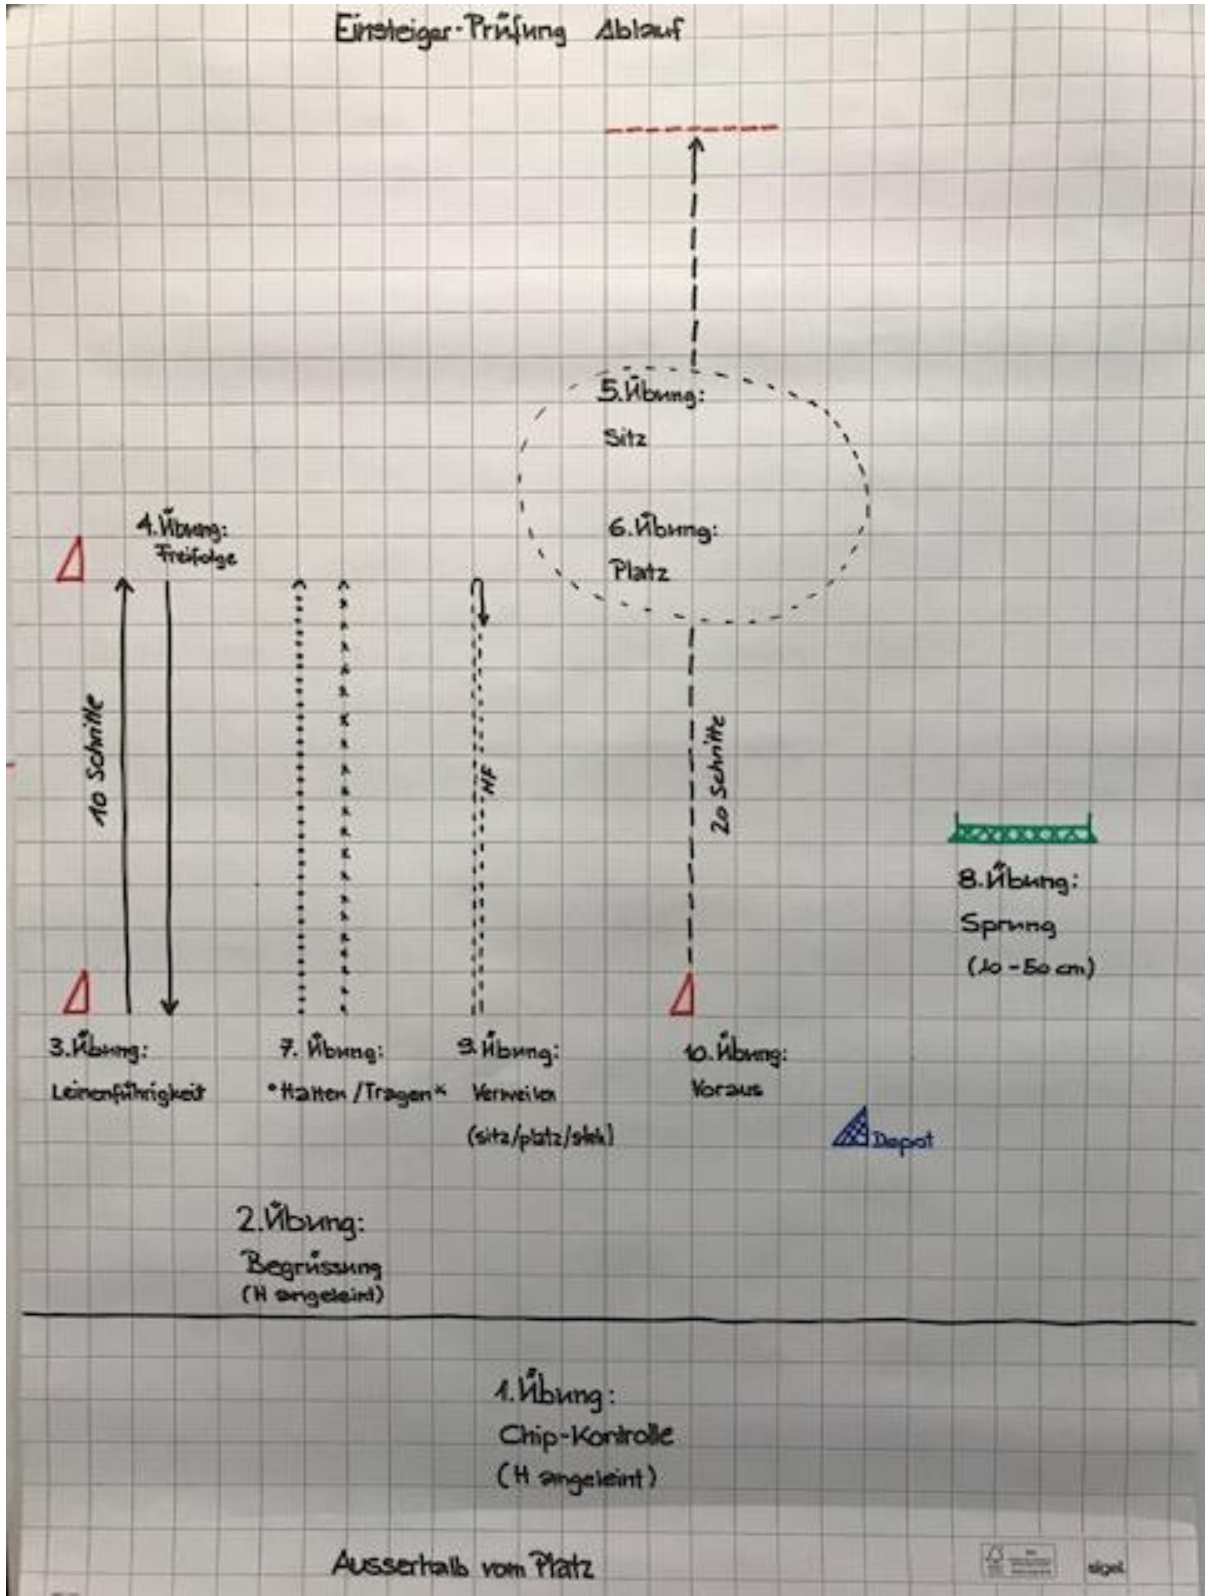 Einsteiger-Prüfung Ablauf
5.Übung:
Sitz
6.Übung:
Platz
4.Übung:
Freifolge
10 Schritte
HF
20 Schritte
8.Übung:
Sprung
(10-50 cm)
3.Übung:
Leinenführigkeit
7. Übung:
*Halten/Tragen*
9.Übung:
Verweilen
(sitz/platz/steh)
10.Übung:
Voraus
Depot
2.Übung:
Begrüssung
(H angeleint)
1.Übung:
Chip-Kontrolle
(H angeleint)
Ausserhalb vom Platz
sigel